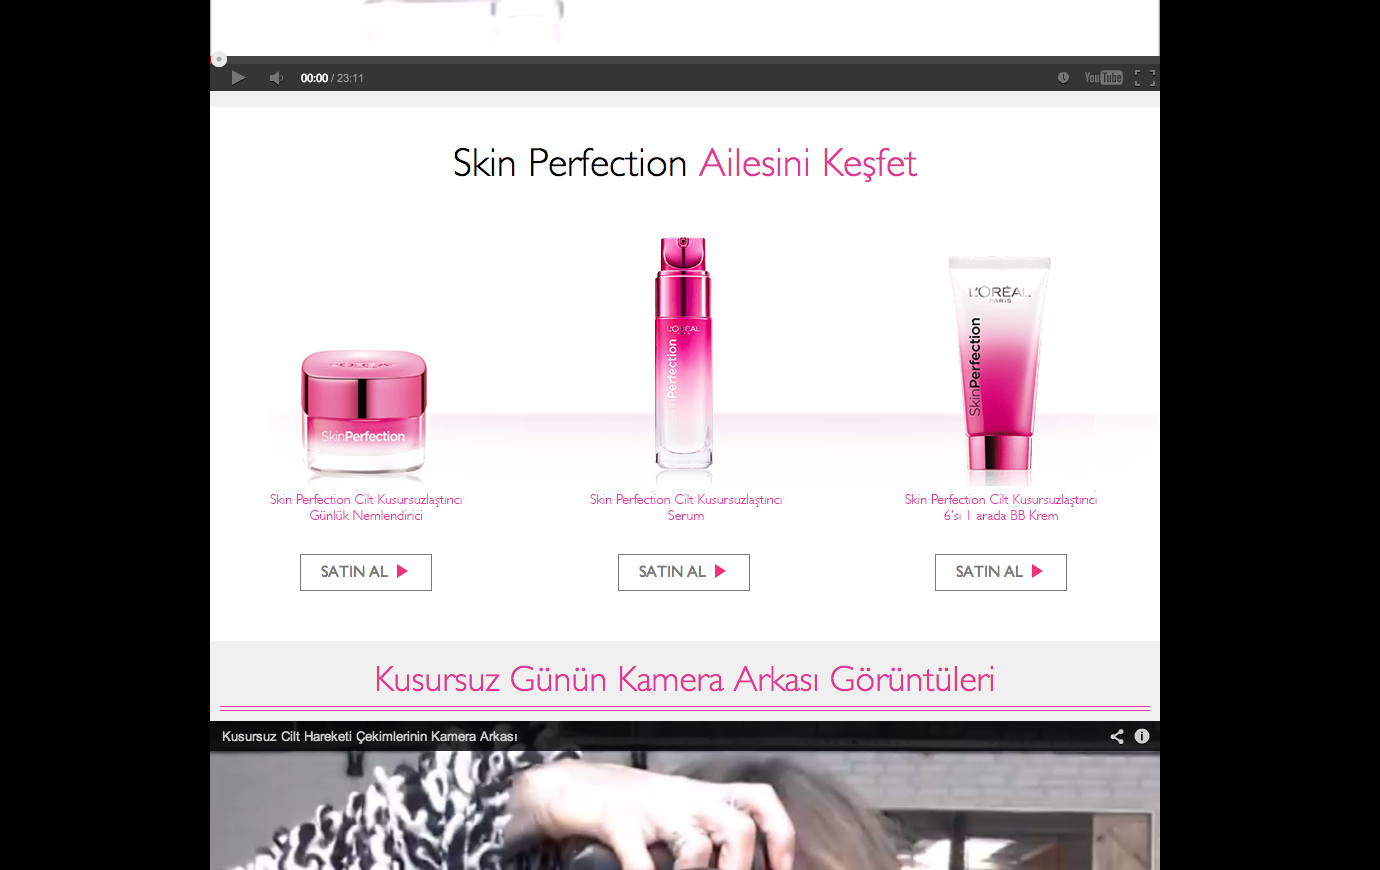 00:00 / 23:11
YouTube
Skin Perfection Ailesini Keşfet
L'ORÉAL
PARIS
SkinPerfection
L'ORÉAL
SkinPerfection
SkinPerfection
Skin Perfection Cilt Kusursuzlaştırıcı
Günlük Nemlendirici
Skin Perfection Cilt Kusursuzlaştırıcı
Serum
Skin Perfection Cilt Kusursuzlaştırıcı
6'sı 1 arada BB Krem
SATIN AL
SATIN AL
SATIN AL
Kusursuz Günün Kamera Arkası Görüntüleri
Kusursuz Cilt Hareketi Çekimlerinin Kamera Arkası